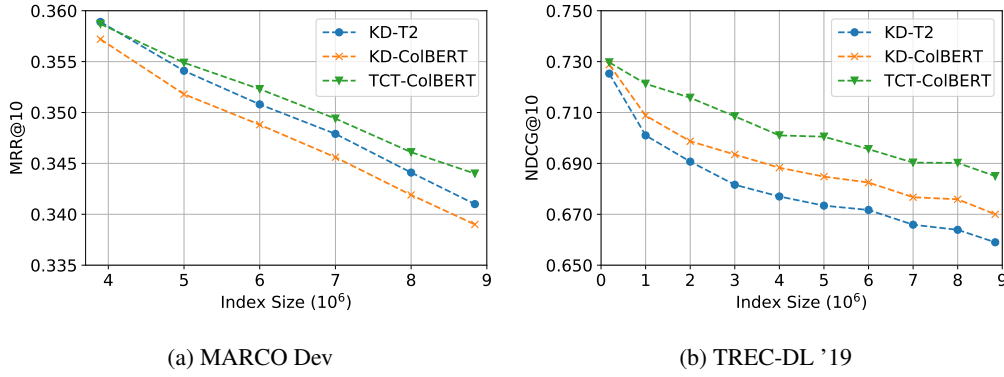 0.360
0.355
0.350
0.345
0.340
0.335
MRR@10
KD-T2
KD-ColBERT
TCT-ColBERT
4 5 6 7 8 9
Index Size (10⁶)
(a) MARCO Dev
0.750
0.730
0.710
0.690
0.670
0.650
NDCG@10
KD-T2
KD-ColBERT
TCT-ColBERT
0 1 2 3 4 5 6 7 8 9
Index Size (10⁶)
(b) TREC-DL ’19